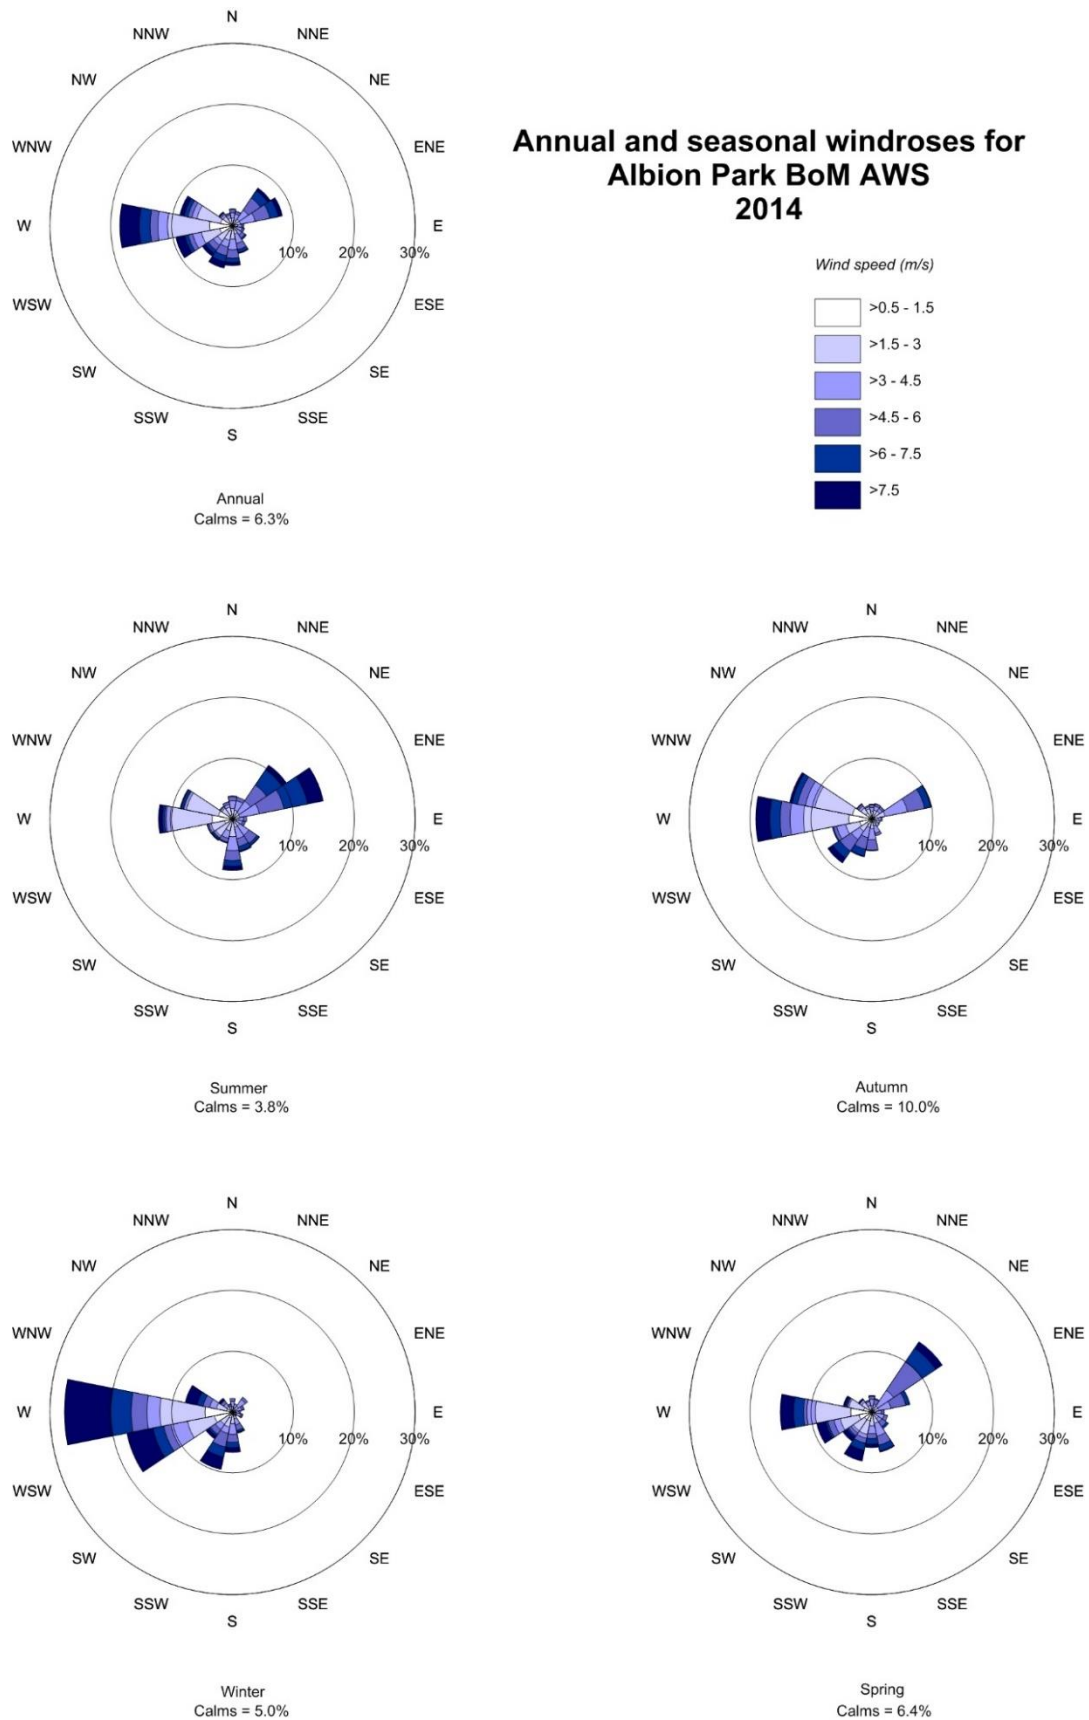 N
NNW
NNE
NW
NE
WNW
ENE
W
E
10%
20%
30%
WSW
ESE
SW
SE
SSW
SSE
S
Annual
Calms = 6.3%
Annual and seasonal windroses for
Albion Park BoM AWS
2014
Wind speed (m/s)
>0.5 - 1.5
>1.5 - 3
>3 - 4.5
>4.5 - 6
>6 - 7.5
>7.5
N
NNW
NNE
NW
NE
WNW
ENE
W
E
10%
20%
30%
WSW
ESE
SW
SE
SSW
SSE
S
Summer
Calms = 3.8%
N
NNW
NNE
NW
NE
WNW
ENE
W
E
10%
20%
30%
WSW
ESE
SW
SE
SSW
SSE
S
Autumn
Calms = 10.0%
N
NNW
NNE
NW
NE
WNW
ENE
W
E
10%
20%
30%
WSW
ESE
SW
SE
SSW
SSE
S
Winter
Calms = 5.0%
N
NNW
NNE
NW
NE
WNW
ENE
W
E
10%
20%
30%
WSW
ESE
SW
SE
SSW
SSE
S
Spring
Calms = 6.4%